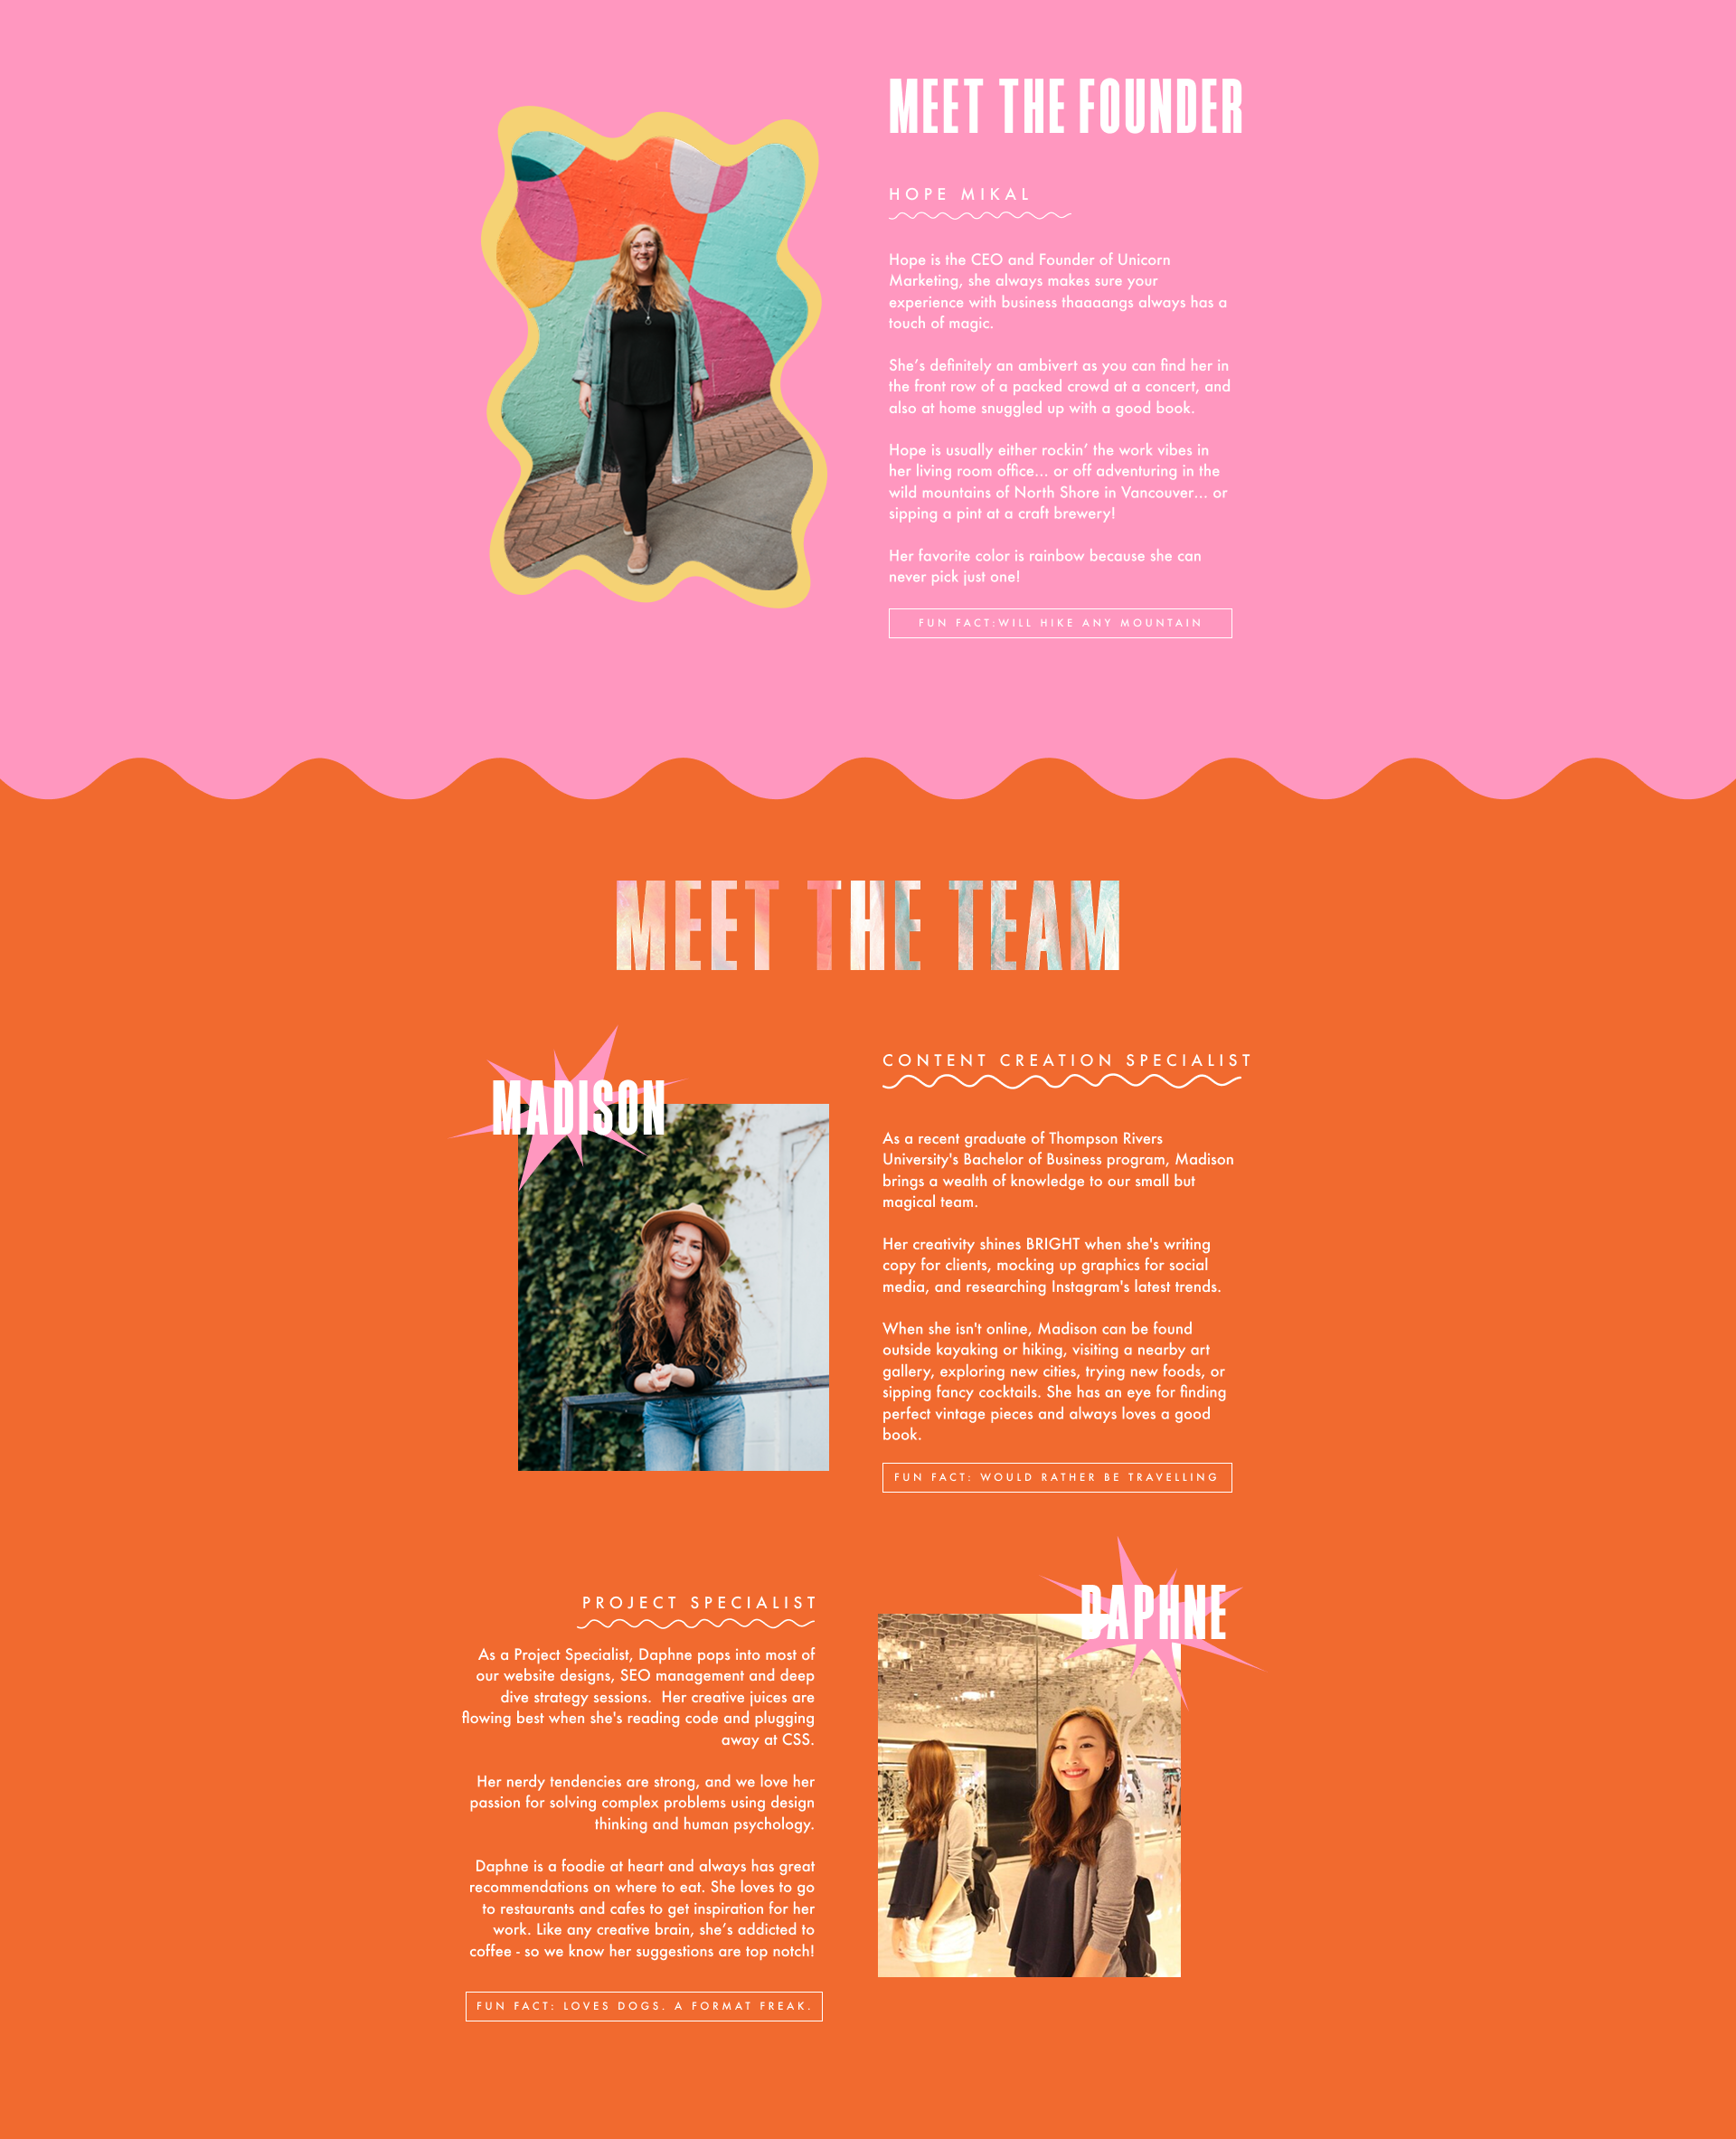 MEET THE FOUNDER
HOPE MIKAL
Hope is the CEO and Founder of Unicorn
Marketing, she always makes sure your
experience with business thaaaangs always has a
touch of magic.
She’s definitely an ambivert as you can find her in
the front row of a packed crowd at a concert, and
also at home snuggled up with a good book.
Hope is usually either rockin’ the work vibes in
her living room office... or off adventuring in the
wild mountains of North Shore in Vancouver... or
sipping a pint at a craft brewery!
Her favorite color is rainbow because she can
never pick just one!
FUN FACT:WILL HIKE ANY MOUNTAIN
MEET THE TEAM
MADISON
CONTENT CREATION SPECIALIST
As a recent graduate of Thompson Rivers
University's Bachelor of Business program, Madison
brings a wealth of knowledge to our small but
magical team.
Her creativity shines BRIGHT when she's writing
copy for clients, mocking up graphics for social
media, and researching Instagram's latest trends.
When she isn't online, Madison can be found
outside kayaking or hiking, visiting a nearby art
gallery, exploring new cities, trying new foods, or
sipping fancy cocktails. She has an eye for finding
perfect vintage pieces and always loves a good
book.
FUN FACT: WOULD RATHER BE TRAVELLING
PROJECT SPECIALIST
As a Project Specialist, Daphne pops into most of
our website designs, SEO management and deep
dive strategy sessions.  Her creative juices are
flowing best when she's reading code and plugging
away at CSS.
Her nerdy tendencies are strong, and we love her
passion for solving complex problems using design
thinking and human psychology.
Daphne is a foodie at heart and always has great
recommendations on where to eat. She loves to go
to restaurants and cafes to get inspiration for her
work. Like any creative brain, she’s addicted to
coffee - so we know her suggestions are top notch!
FUN FACT: LOVES DOGS. A FORMAT FREAK.
DAPHNE